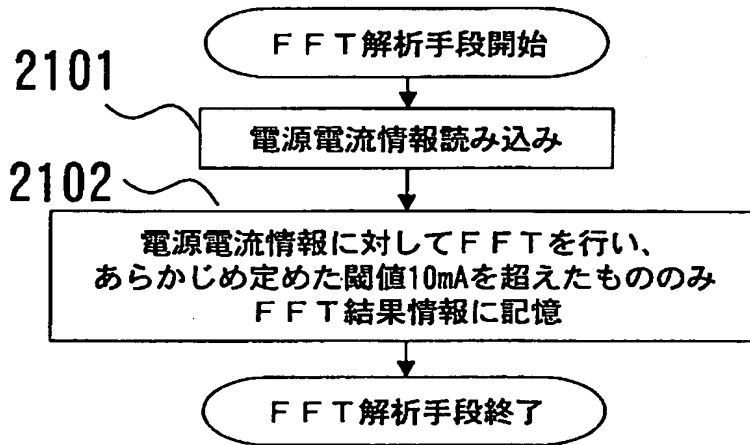 ＦＦＴ解析手段開始
2101
電源電流情報読み込み
2102
電源電流情報に対してＦＦＴを行い、
あらかじめ定めた閾値10mAを超えたもののみ
ＦＦＴ結果情報に記憶
ＦＦＴ解析手段終了